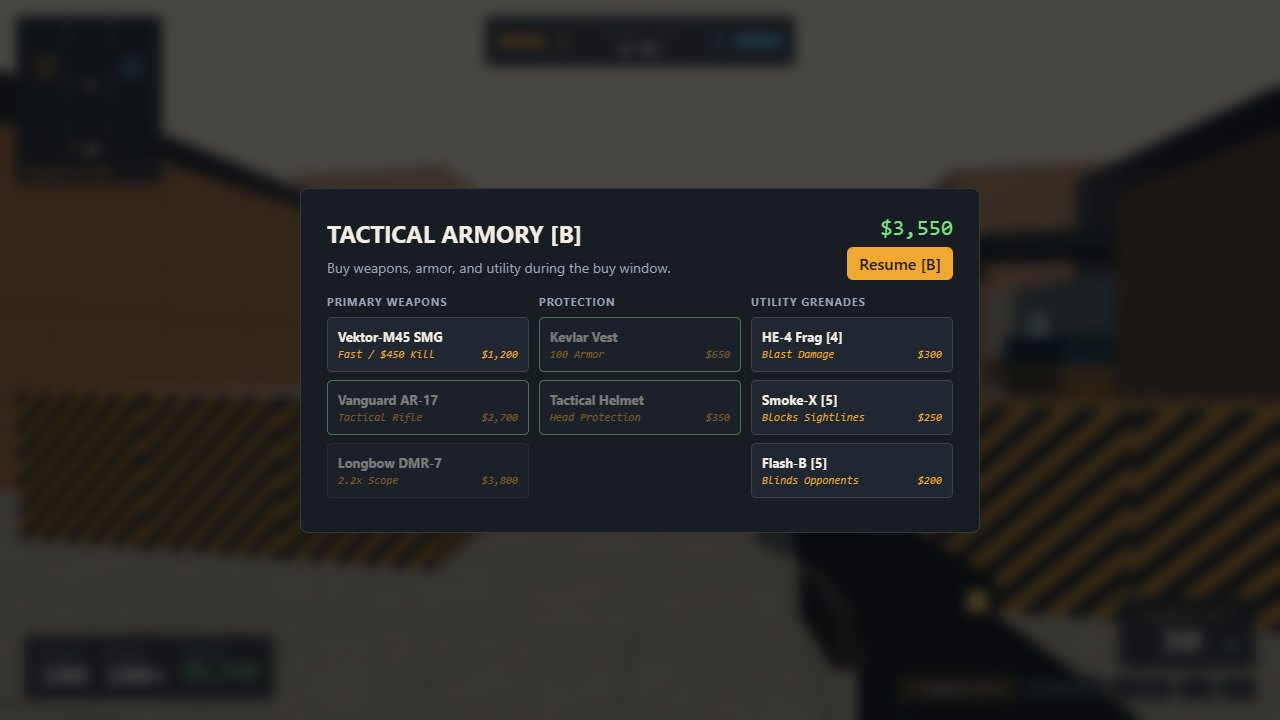 TACTICAL ARMORY [B]
$3,550
Buy weapons, armor, and utility during the buy window.
Resume [B]
PRIMARY WEAPONS
Vektor-M45 SMG
Fast / $450 Kill $1,200
Vanguard AR-17
Tactical Rifle $2,700
Longbow DMR-7
2.2x Scope $3,800
PROTECTION
Kevlar Vest
100 Armor $650
Tactical Helmet
Head Protection $350
UTILITY GRENADES
HE-4 Frag [4]
Blast Damage $300
Smoke-X [5]
Blocks Sightlines $250
Flash-B [5]
Blinds Opponents $200